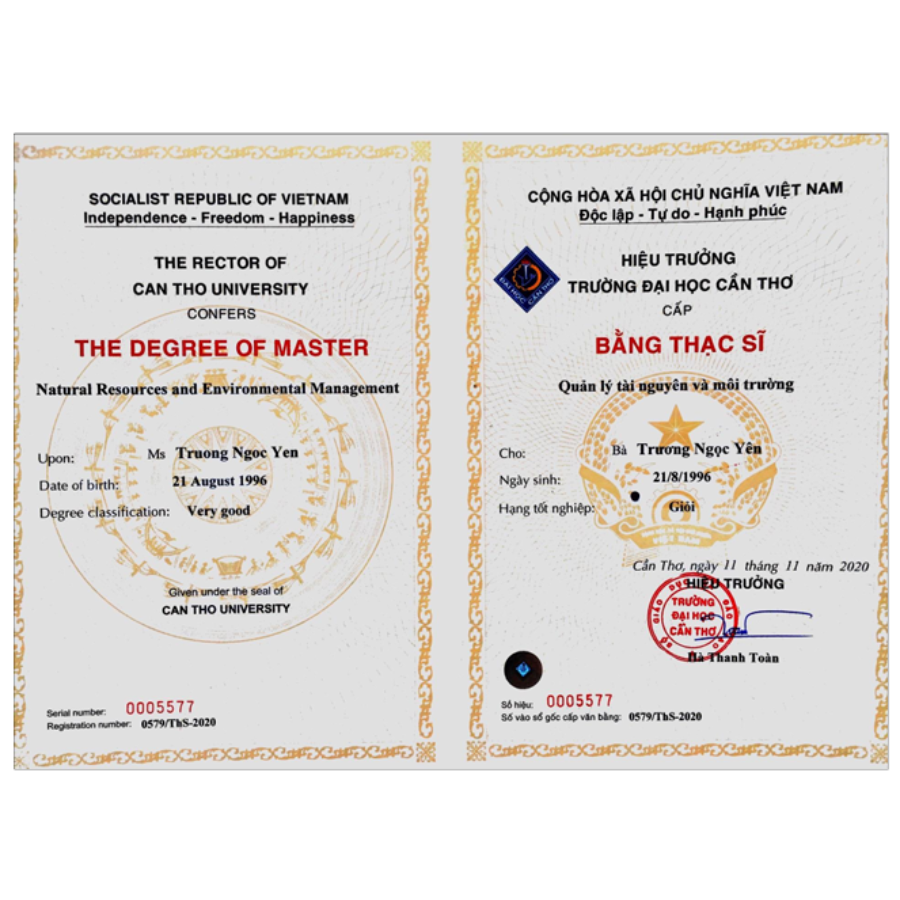 SOCIALIST REPUBLIC OF VIETNAM
Independence - Freedom - Happiness
THE RECTOR OF
CAN THO UNIVERSITY
CONFERS
THE DEGREE OF MASTER
Natural Resources and Environmental Management
Upon: Ms Truong Ngoc Yen
Date of birth: 21 August 1996
Degree classification: Very good
Given under the seal of
CAN THO UNIVERSITY
Serial number: 0005577
Registration number: 0579/ThS-2020
CỘNG HÒA XÃ HỘI CHỦ NGHĨA VIỆT NAM
Độc lập - Tự do - Hạnh phúc
ĐẠI HỌC CẦN THƠ
HIỆU TRƯỞNG
TRƯỜNG ĐẠI HỌC CẦN THƠ
CẤP
BẰNG THẠC SĨ
Quản lý tài nguyên và môi trường
Cho: Bà Trương Ngọc Yên
Ngày sinh: 21/8/1996
Hạng tốt nghiệp: Giỏi
VIỆT NAM
Cần Thơ, ngày 11 tháng 11 năm 2020
HIỆU TRƯỞNG
BỘ GIÁO DỤC ĐÀO TẠO
TRƯỜNG
ĐẠI HỌC
CẦN THƠ
Hà Thanh Toàn
Số hiệu: 0005577
Số vào sổ gốc cấp văn bằng: 0579/ThS-2020